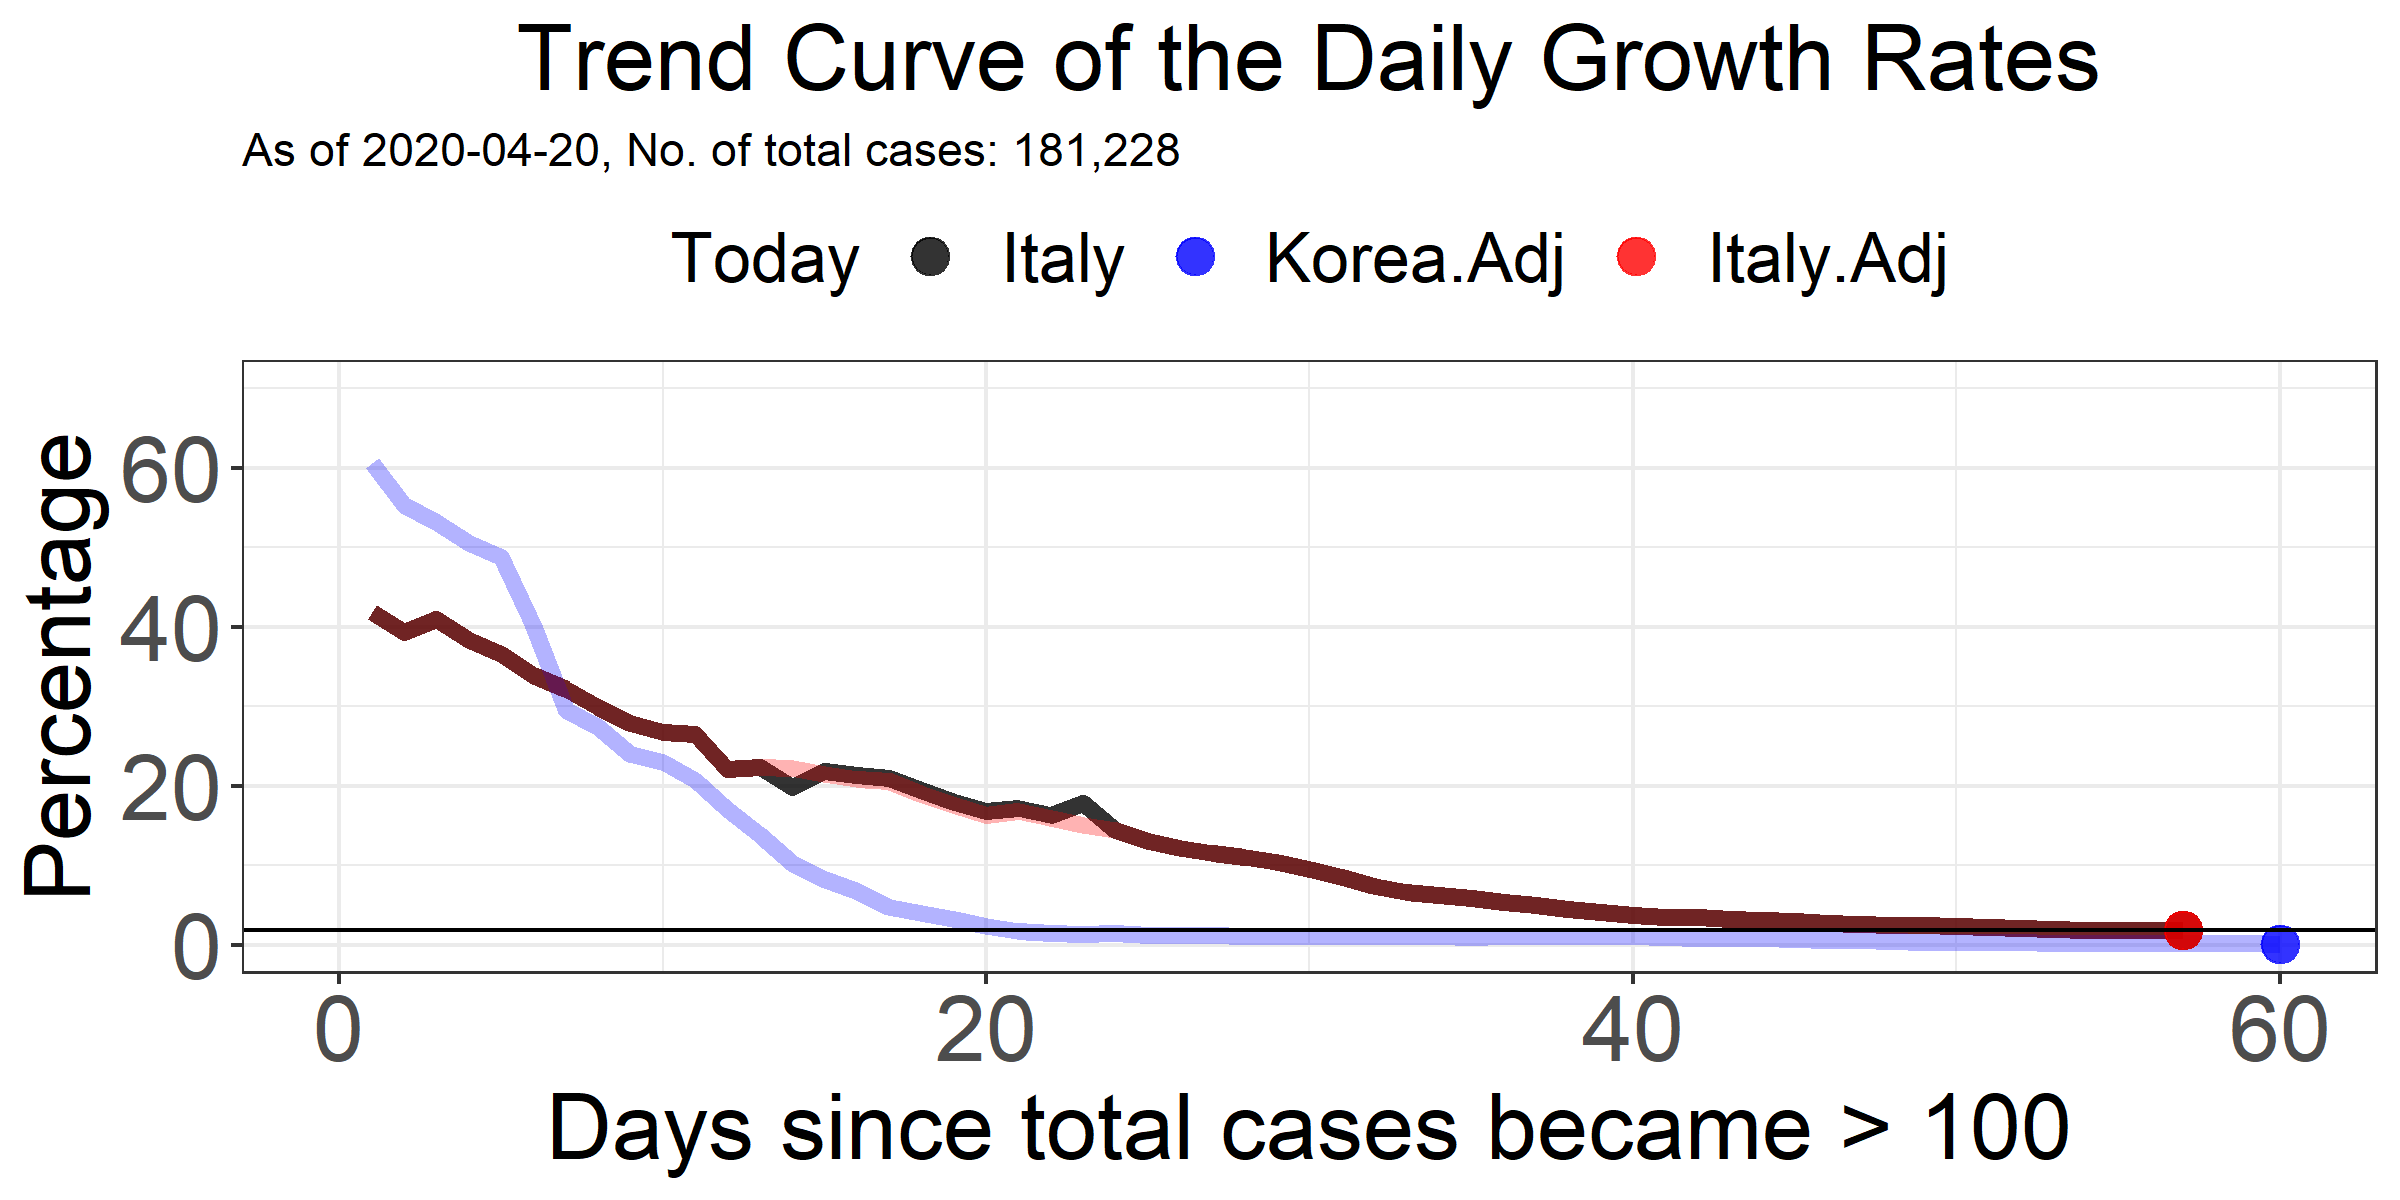 Trend Curve of the Daily Growth Rates
As of 2020-04-20, No. of total cases: 181,228
Today Italy Korea.Adj Italy.Adj
Percentage
60
40
20
0
0 20 40 60
Days since total cases became > 100